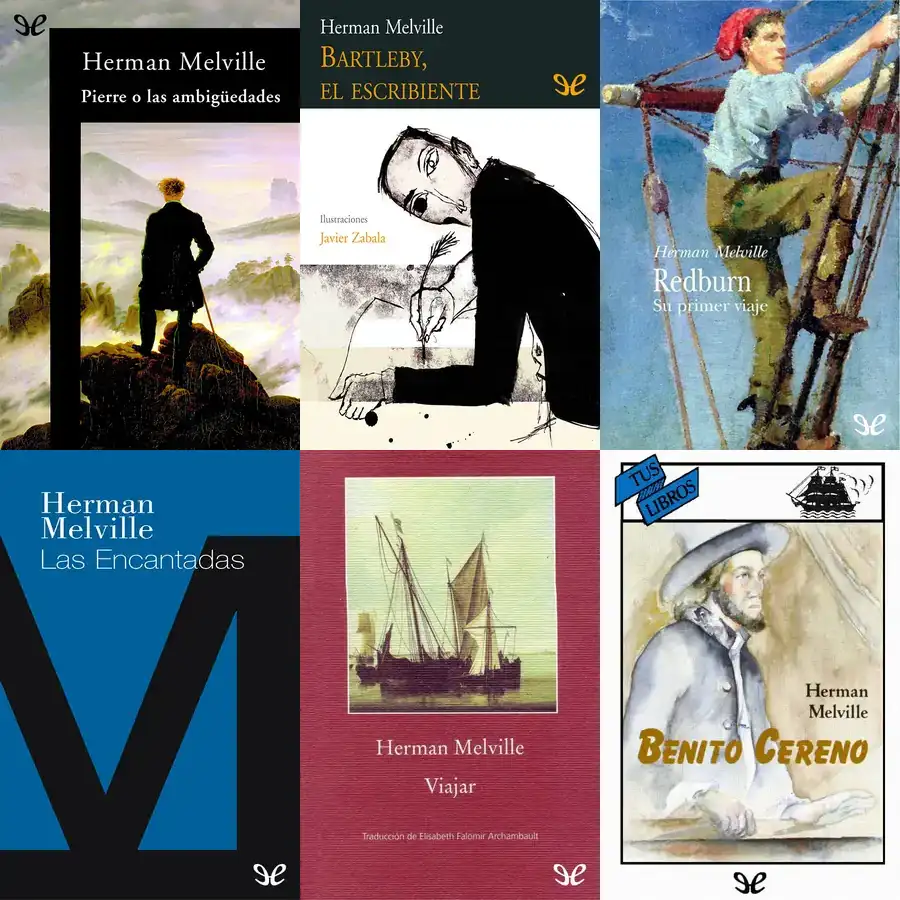 Herman Melville
Pierre o las ambigüedades
Herman Melville
BARTLEBY,
EL ESCRIBIENTE
Ilustraciones
Javier Zabala
Herman Melville
Redburn
Su primer viaje
Herman
Melville
Las Encantadas
Herman Melville
Viajar
Traducción de Elisabeth Falomir Archambault
TUS
LIBROS
Herman
Melville
BENITO CERENO